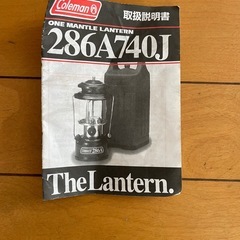 Coleman
取扱説明書
ONE MANTLE LANTERN
286A740J
The Lantern.